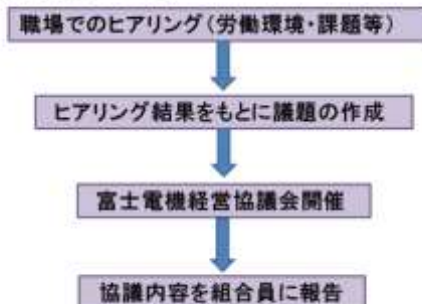 職場でのヒアリング(労働環境・課題等)
ヒアリング結果をもとに議題の作成
富士電機経営協議会開催
協議内容を組合員に報告